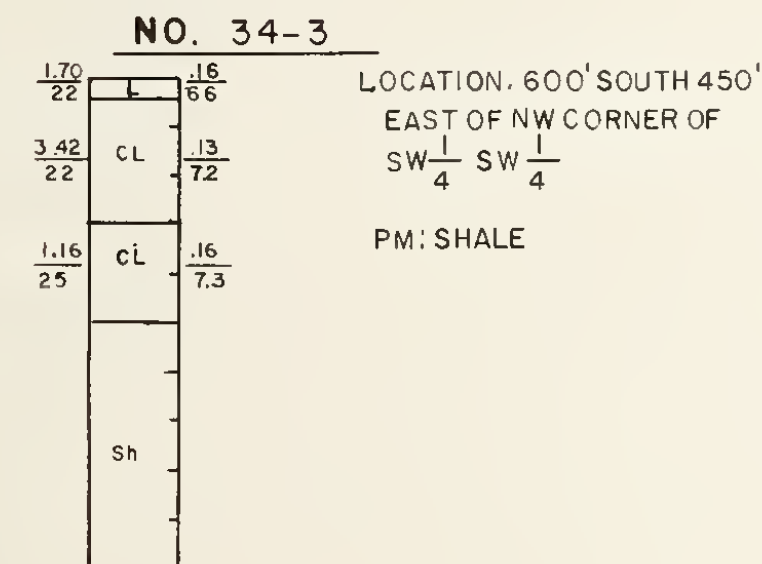 NO. 34-3
1.70
22
L
.16
66
LOCATION. 600' SOUTH 450'
EAST OF NW CORNER OF
SW 1/4 SW 1/4
3.42
22
CL
.13
7.2
PM: SHALE
1.16
25
CL
.16
7.3
Sh